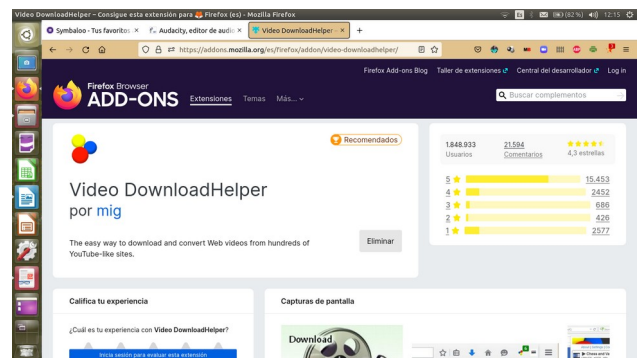 Video DownloadHelper – Consigue esta extensión para 🦊 Firefox (es) - Mozilla Firefox
Es
(82 %)
12:15
Symbaloo - Tus favoritos
Audacity, editor de audio
Video DownloadHelper –
https://addons.mozilla.org/es/firefox/addon/video-downloadhelper/
Firefox Add-ons Blog
Taller de extensiones
Central del desarrollador
Log in
Firefox Browser
ADD-ONS
Extensiones
Temas
Más...
Buscar complementos
Recomendados
Video DownloadHelper
por mig
The easy way to download and convert Web videos from hundreds of
YouTube-like sites.
Eliminar
1.848.933
Usuarios
21.594
Comentarios
4,3 estrellas
5 15.453
4 2452
3 686
2 426
1 2577
Califica tu experiencia
¿Cuál es tu experiencia con Video DownloadHelper?
Inicia sesión para evaluar esta extensión
Capturas de pantalla
Download